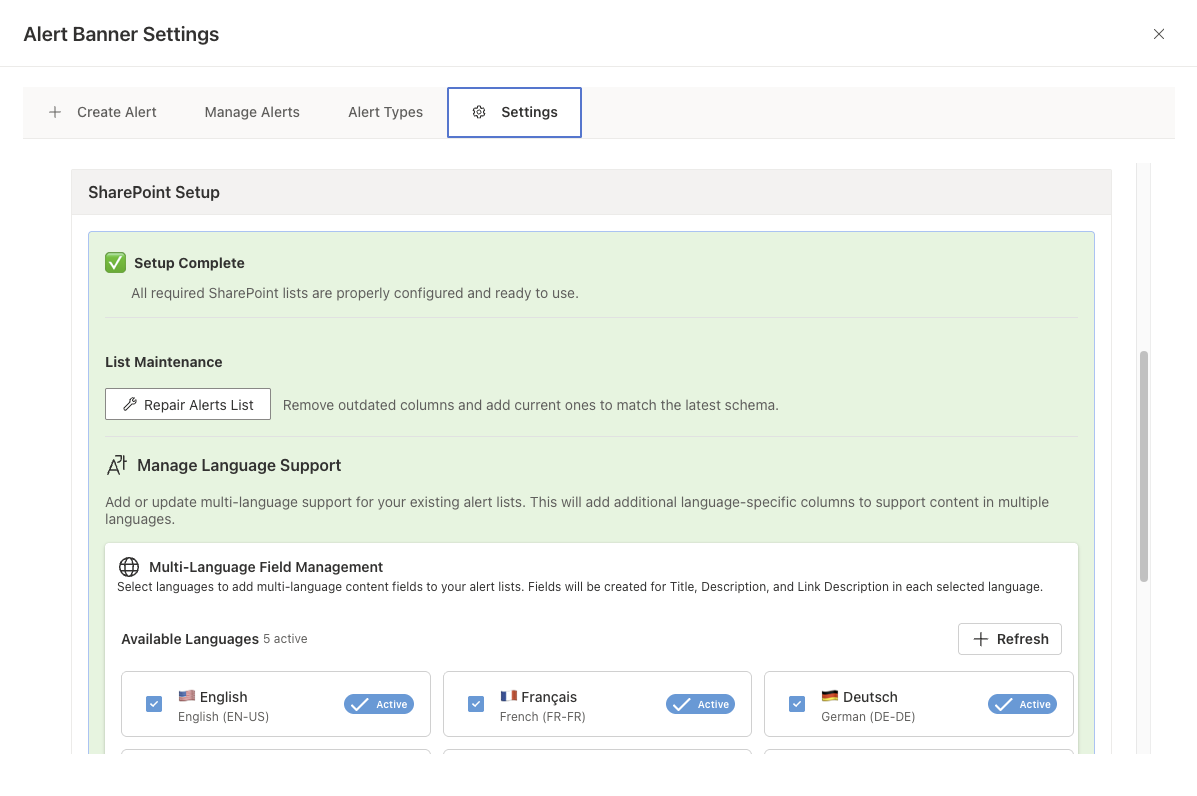 Alert Banner Settings
Create Alert
Manage Alerts
Alert Types
Settings
SharePoint Setup
Setup Complete
All required SharePoint lists are properly configured and ready to use.
List Maintenance
Repair Alerts List
Remove outdated columns and add current ones to match the latest schema.
Manage Language Support
Add or update multi-language support for your existing alert lists. This will add additional language-specific columns to support content in multiple
languages.
Multi-Language Field Management
Select languages to add multi-language content fields to your alert lists. Fields will be created for Title, Description, and Link Description in each selected language.
Available Languages 5 active
Refresh
English
English (EN-US)
Active
Français
French (FR-FR)
Active
Deutsch
German (DE-DE)
Active